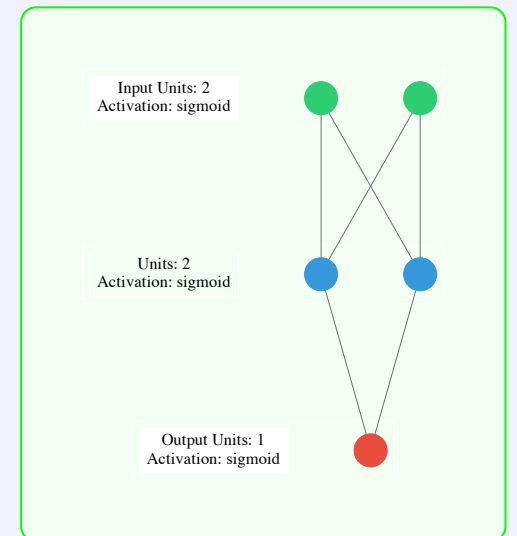 Input Units: 2
Activation: sigmoid
Units: 2
Activation: sigmoid
Output Units: 1
Activation: sigmoid